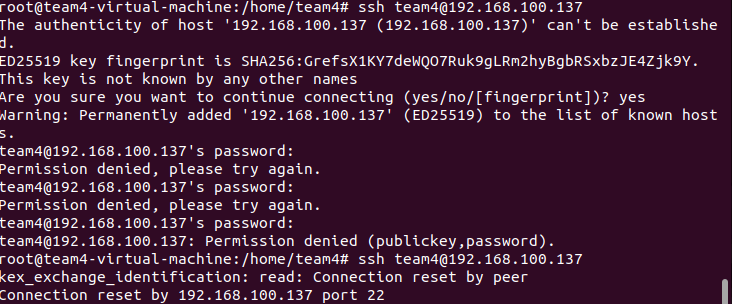 root@team4-virtual-machine:/home/team4# ssh team4@192.168.100.137
The authenticity of host '192.168.100.137 (192.168.100.137)' can't be establishe
d.
ED25519 key fingerprint is SHA256:GrefsX1KY7deWQO7Ruk9gLRm2hyBgbRSxbzJE4Zjk9Y.
This key is not known by any other names
Are you sure you want to continue connecting (yes/no/[fingerprint])? yes
Warning: Permanently added '192.168.100.137' (ED25519) to the list of known host
s.
team4@192.168.100.137's password:
Permission denied, please try again.
team4@192.168.100.137's password:
Permission denied, please try again.
team4@192.168.100.137's password:
team4@192.168.100.137: Permission denied (publickey,password).
root@team4-virtual-machine:/home/team4# ssh team4@192.168.100.137
kex_exchange_identification: read: Connection reset by peer
Connection reset by 192.168.100.137 port 22